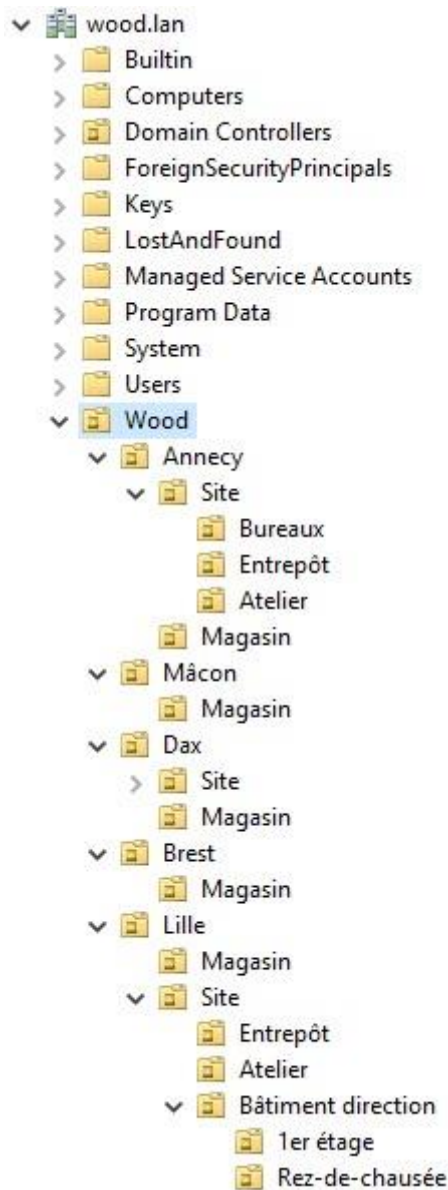 wood.lan
Builtin
Computers
Domain Controllers
ForeignSecurityPrincipals
Keys
LostAndFound
Managed Service Accounts
Program Data
System
Users
Wood
Annecy
Site
Bureaux
Entrepôt
Atelier
Magasin
Mâcon
Magasin
Dax
Site
Magasin
Brest
Magasin
Lille
Magasin
Site
Entrepôt
Atelier
Bâtiment direction
1er étage
Rez-de-chausée